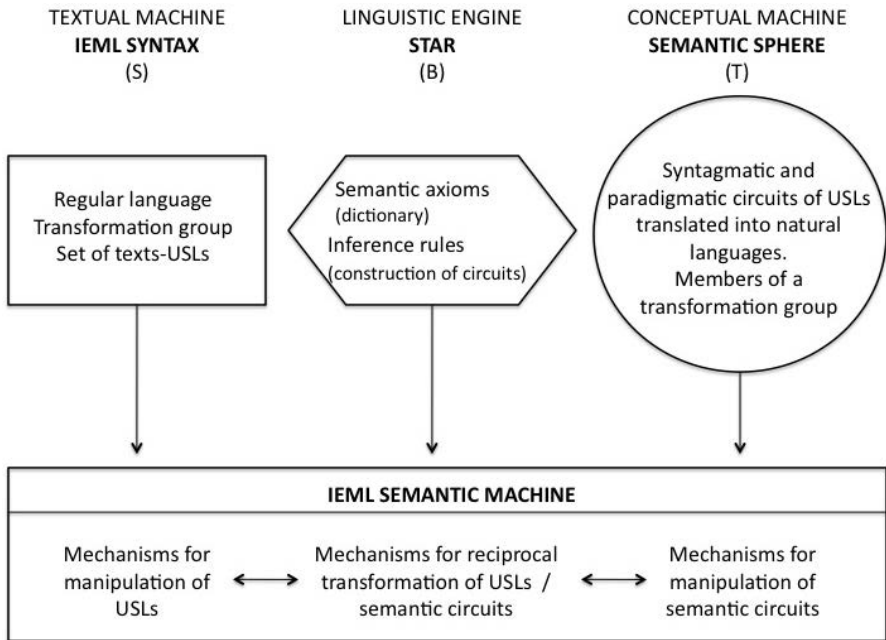 TEXTUAL MACHINE
IEML SYNTAX
(S)
LINGUISTIC ENGINE
STAR
(B)
CONCEPTUAL MACHINE
SEMANTIC SPHERE
(T)
Regular language
Transformation group
Set of texts-USLs
Semantic axioms
(dictionary)
Inference rules
(construction of circuits)
Syntagmatic and
paradigmatic circuits of USLs
translated into natural
languages.
Members of a
transformation group
IEML SEMANTIC MACHINE
Mechanisms for
manipulation of
USLs
Mechanisms for reciprocal
transformation of USLs /
semantic circuits
Mechanisms for
manipulation of
semantic circuits